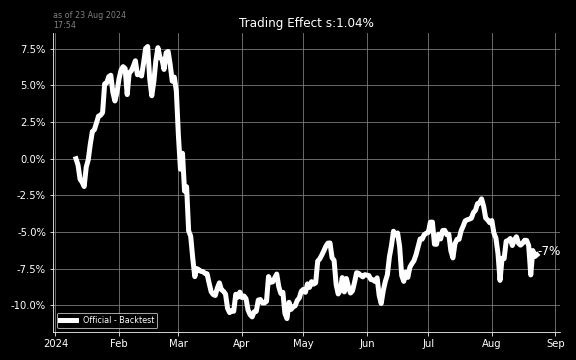 as of 23 Aug 2024
17:54
Trading Effect s:1.04%
7.5%
5.0%
2.5%
0.0%
-2.5%
-5.0%
-7.5%
-10.0%
-7%
Official - Backtest
2024 Feb Mar Apr May Jun Jul Aug Sep